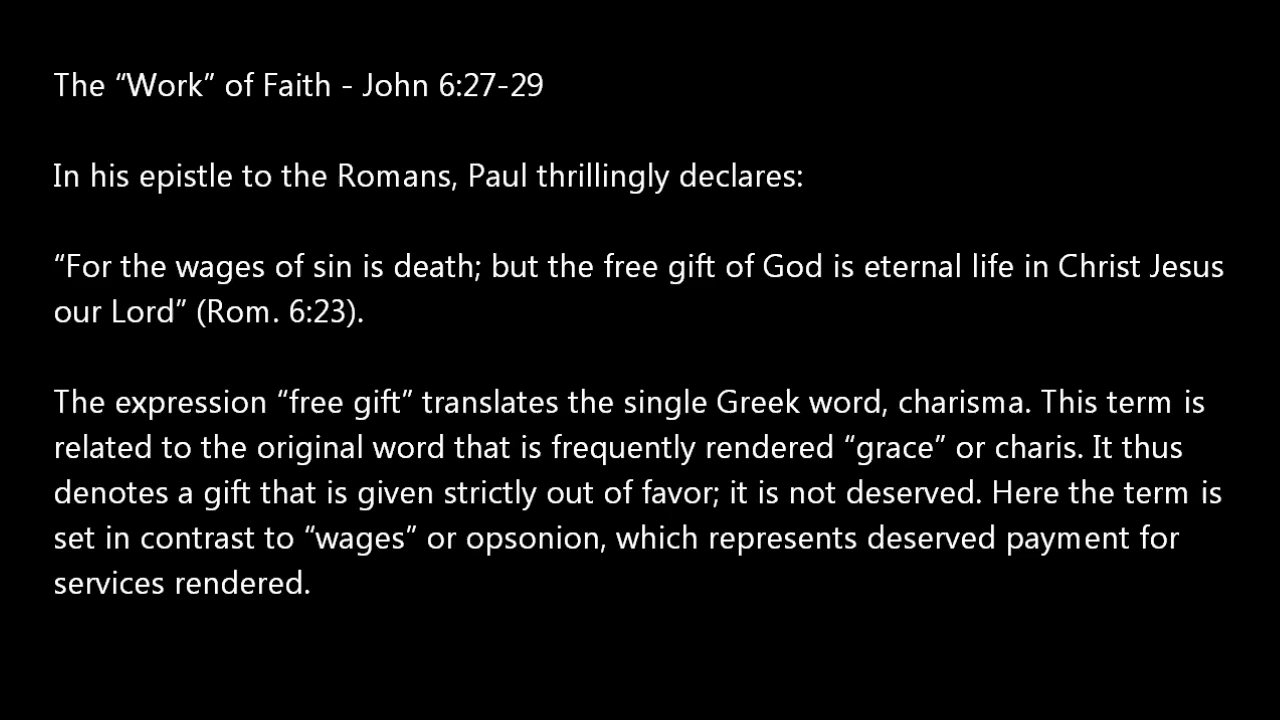 The “Work” of Faith - John 6:27-29
In his epistle to the Romans, Paul thrillingly declares:
“For the wages of sin is death; but the free gift of God is eternal life in Christ Jesus
our Lord” (Rom. 6:23).
The expression “free gift” translates the single Greek word, charisma. This term is
related to the original word that is frequently rendered “grace” or charis. It thus
denotes a gift that is given strictly out of favor; it is not deserved. Here the term is
set in contrast to “wages” or opsonion, which represents deserved payment for
services rendered.